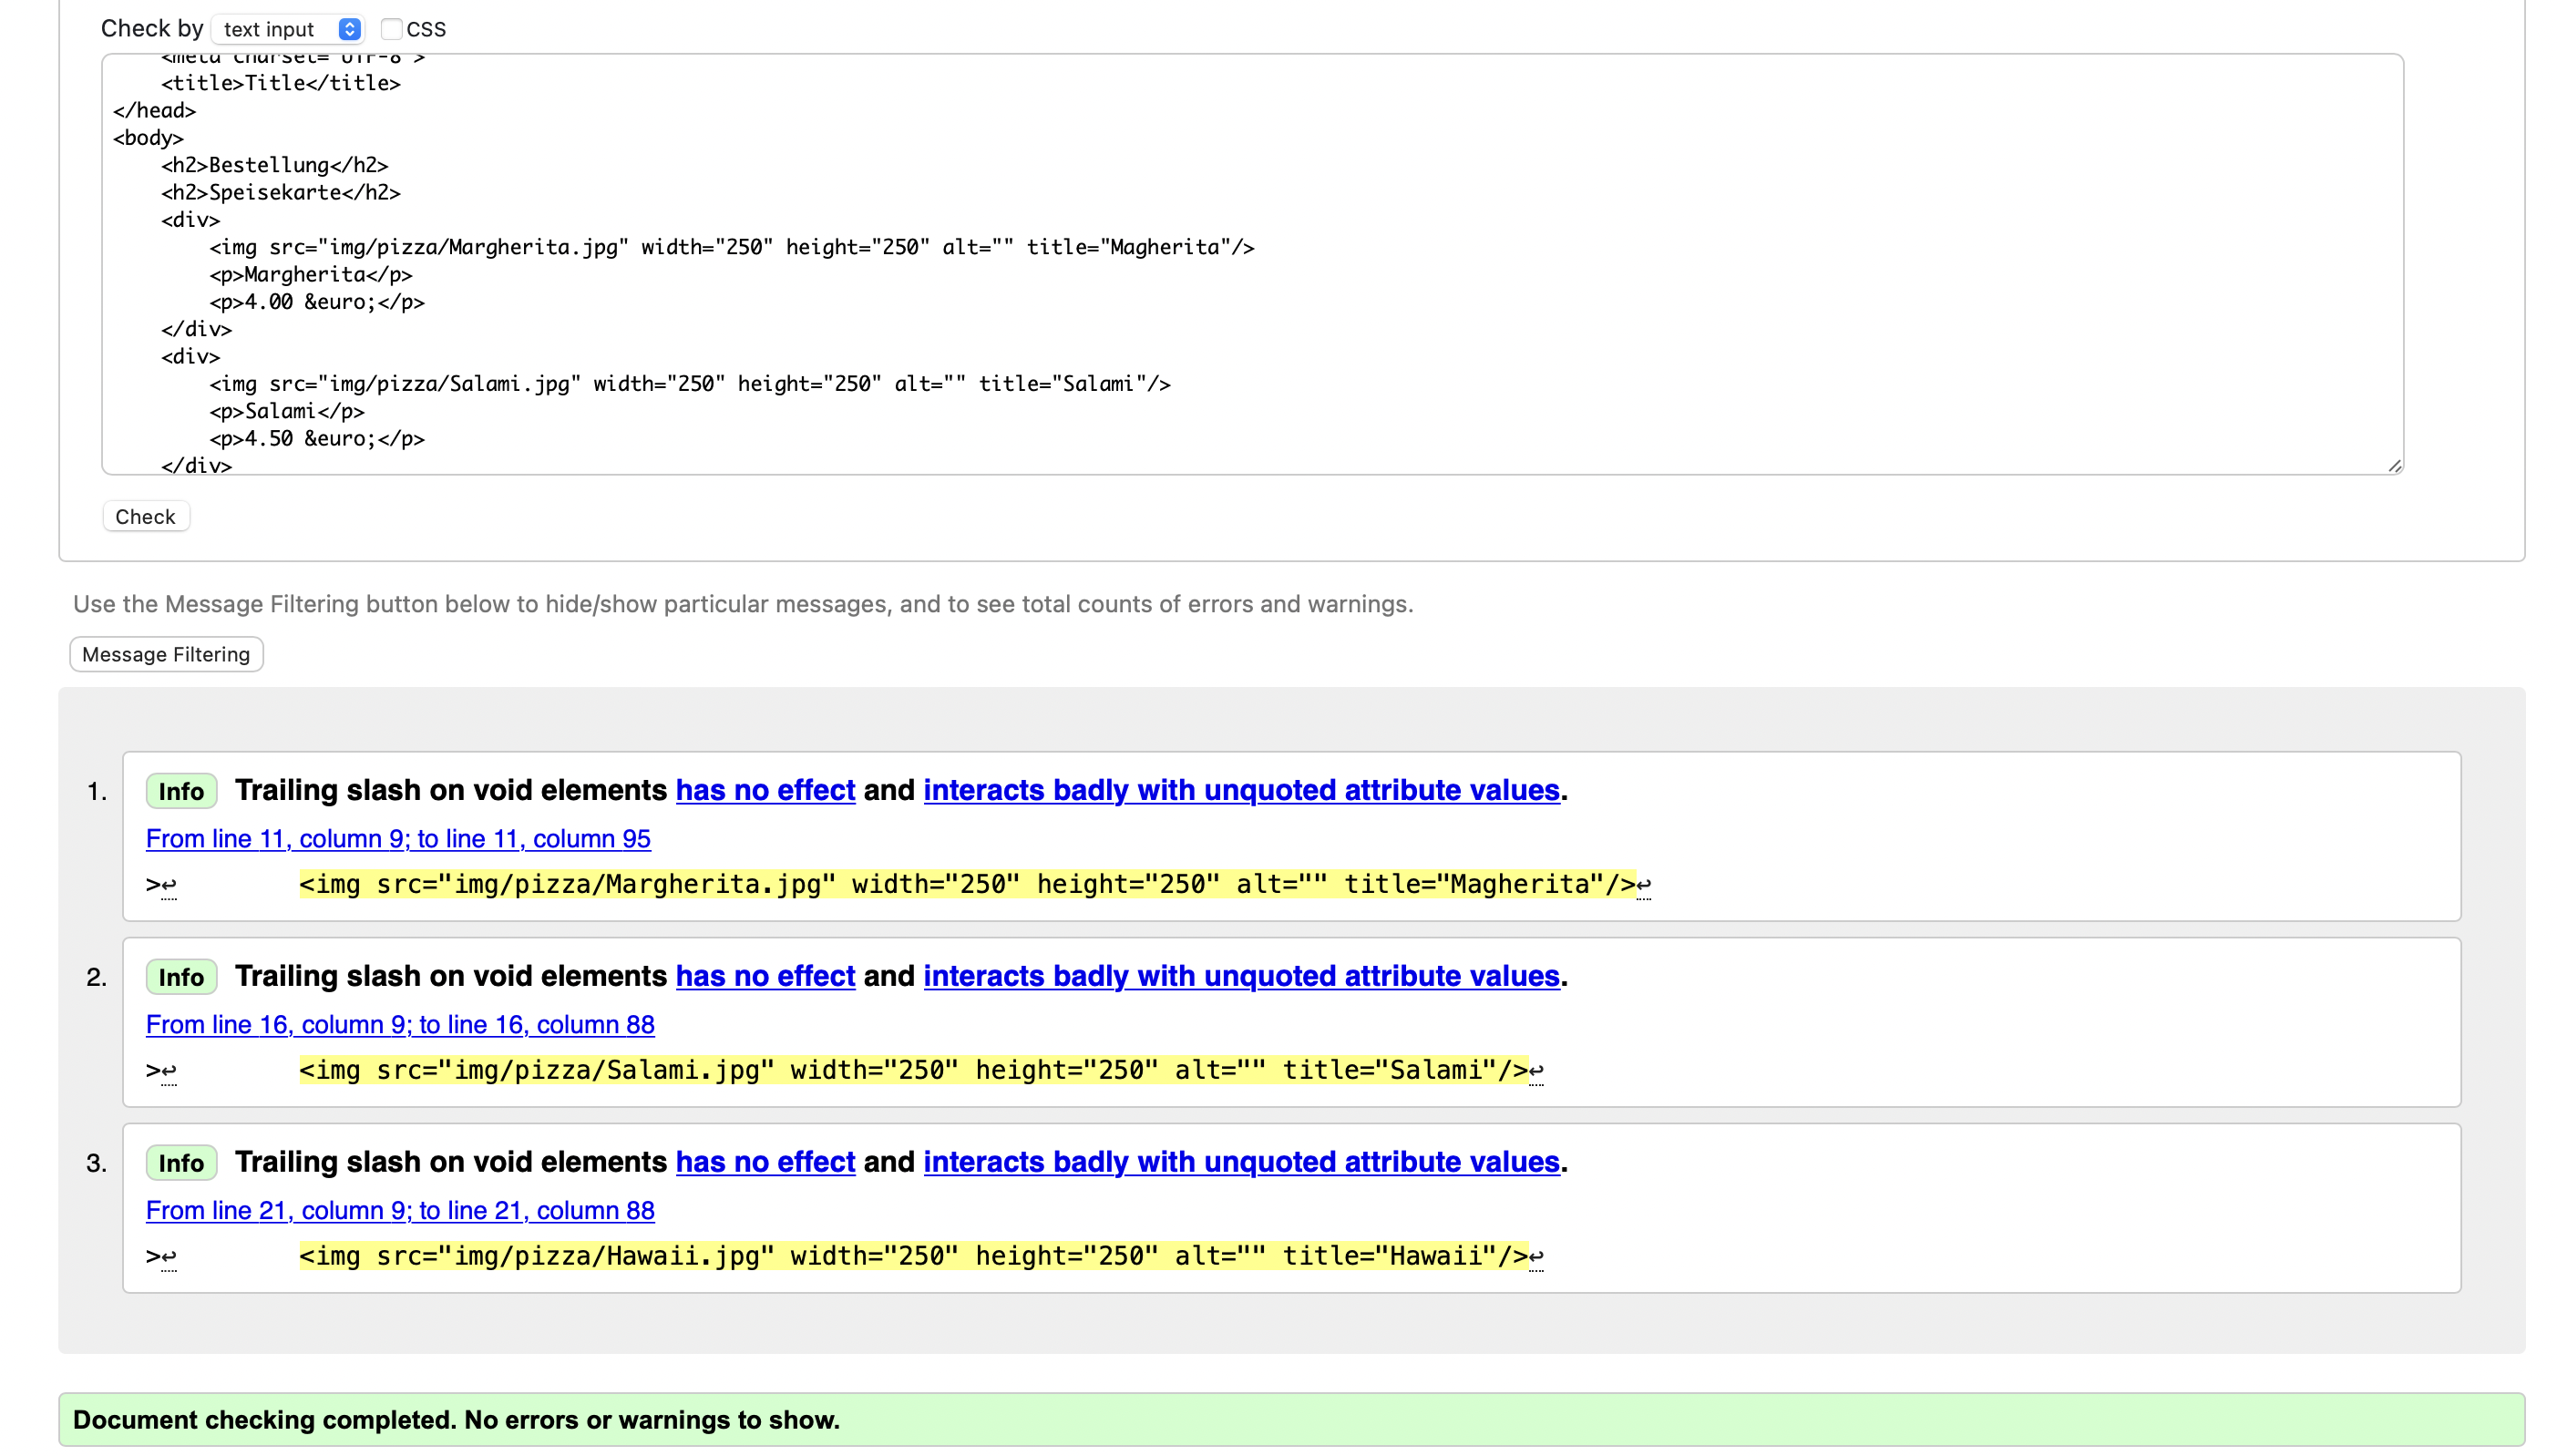 Check by text input CSS
<meta charset="UTF-8">
<title>Title</title>
</head>
<body>
<h2>Bestellung</h2>
<h2>Speisekarte</h2>
<div>
<img src="img/pizza/Margherita.jpg" width="250" height="250" alt="" title="Magherita"/>
<p>Margherita</p>
<p>4.00 &euro;</p>
</div>
<div>
<img src="img/pizza/Salami.jpg" width="250" height="250" alt="" title="Salami"/>
<p>Salami</p>
<p>4.50 &euro;</p>
</div>
Check
Use the Message Filtering button below to hide/show particular messages, and to see total counts of errors and warnings.
Message Filtering
1. Info Trailing slash on void elements has no effect and interacts badly with unquoted attribute values.
From line 11, column 9; to line 11, column 95
>↩ <img src="img/pizza/Margherita.jpg" width="250" height="250" alt="" title="Magherita"/>↩
2. Info Trailing slash on void elements has no effect and interacts badly with unquoted attribute values.
From line 16, column 9; to line 16, column 88
>↩ <img src="img/pizza/Salami.jpg" width="250" height="250" alt="" title="Salami"/>↩
3. Info Trailing slash on void elements has no effect and interacts badly with unquoted attribute values.
From line 21, column 9; to line 21, column 88
>↩ <img src="img/pizza/Hawaii.jpg" width="250" height="250" alt="" title="Hawaii"/>↩
Document checking completed. No errors or warnings to show.